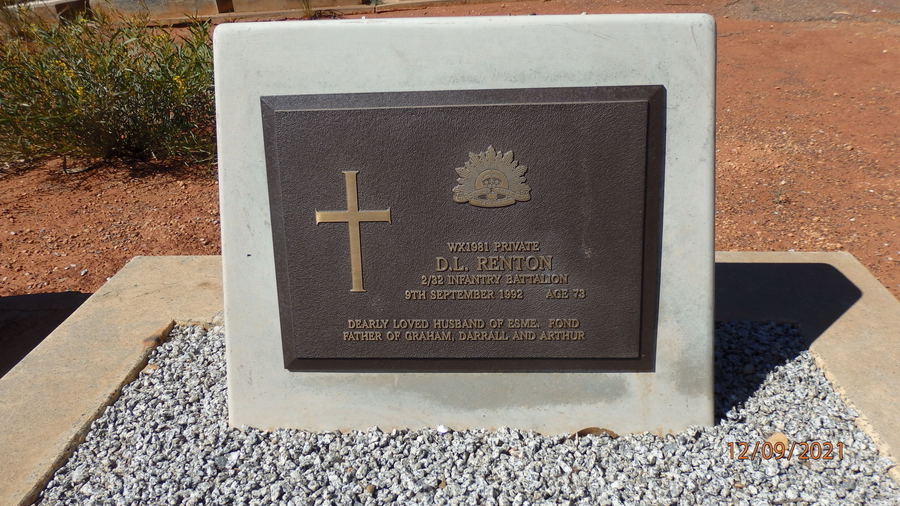 WX1981 PRIVATE
D.L. RENTON
2/32 INFANTRY BATTALION
9TH SEPTEMBER 1992 AGE 73
DEARLY LOVED HUSBAND OF ESME. FOND
FATHER OF GRAHAM, DARRALL AND ARTHUR
12/09/2021